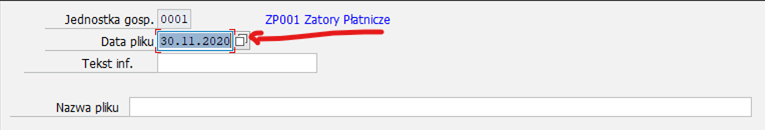 Jednostka gosp. 0001 ZP001 Zatory Płatnicze
Data pliku 30.11.2020
Tekst inf.
Nazwa pliku